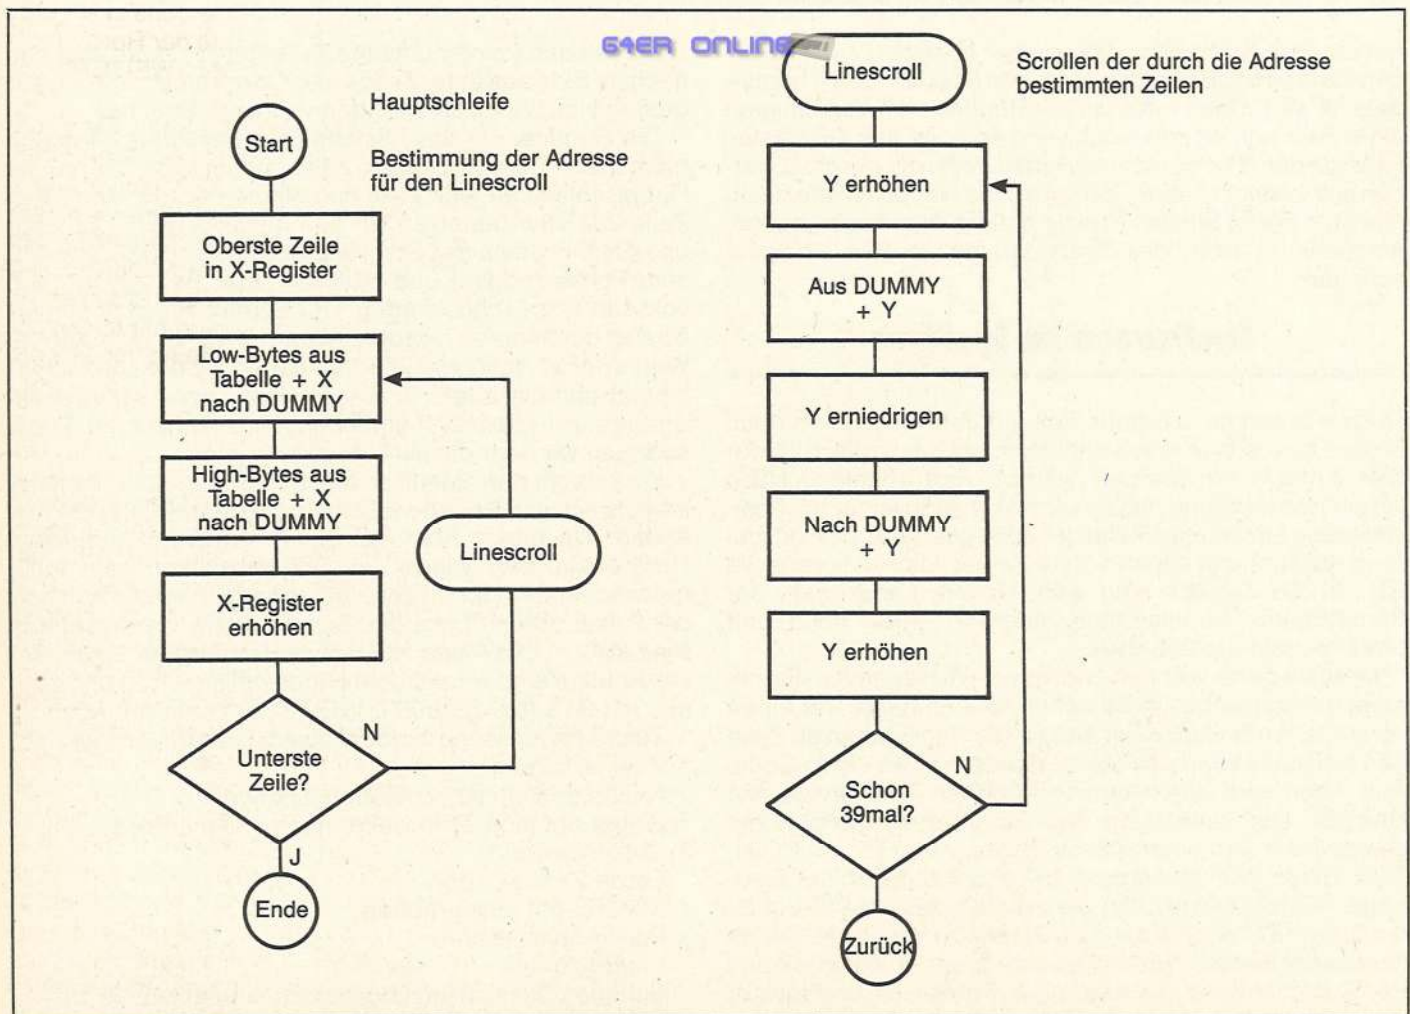 64ER ONLINE
Hauptschleife
Bestimmung der Adresse
für den Linescroll
Start
Oberste Zeile
in X-Register
Low-Bytes aus
Tabelle + X
nach DUMMY
High-Bytes aus
Tabelle + X
nach DUMMY
X-Register
erhöhen
Unterste
Zeile?
N
J
Ende
Linescroll
Linescroll
Scrollen der durch die Adresse
bestimmten Zeilen
Y erhöhen
Aus DUMMY
+ Y
Y erniedrigen
Nach DUMMY
+ Y
Y erhöhen
Schon
39mal?
N
Zurück